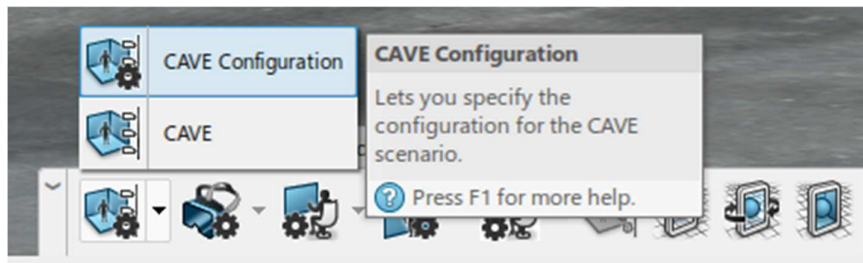 CAVE Configuration
CAVE
CAVE Configuration
Lets you specify the
configuration for the CAVE
scenario.
Press F1 for more help.